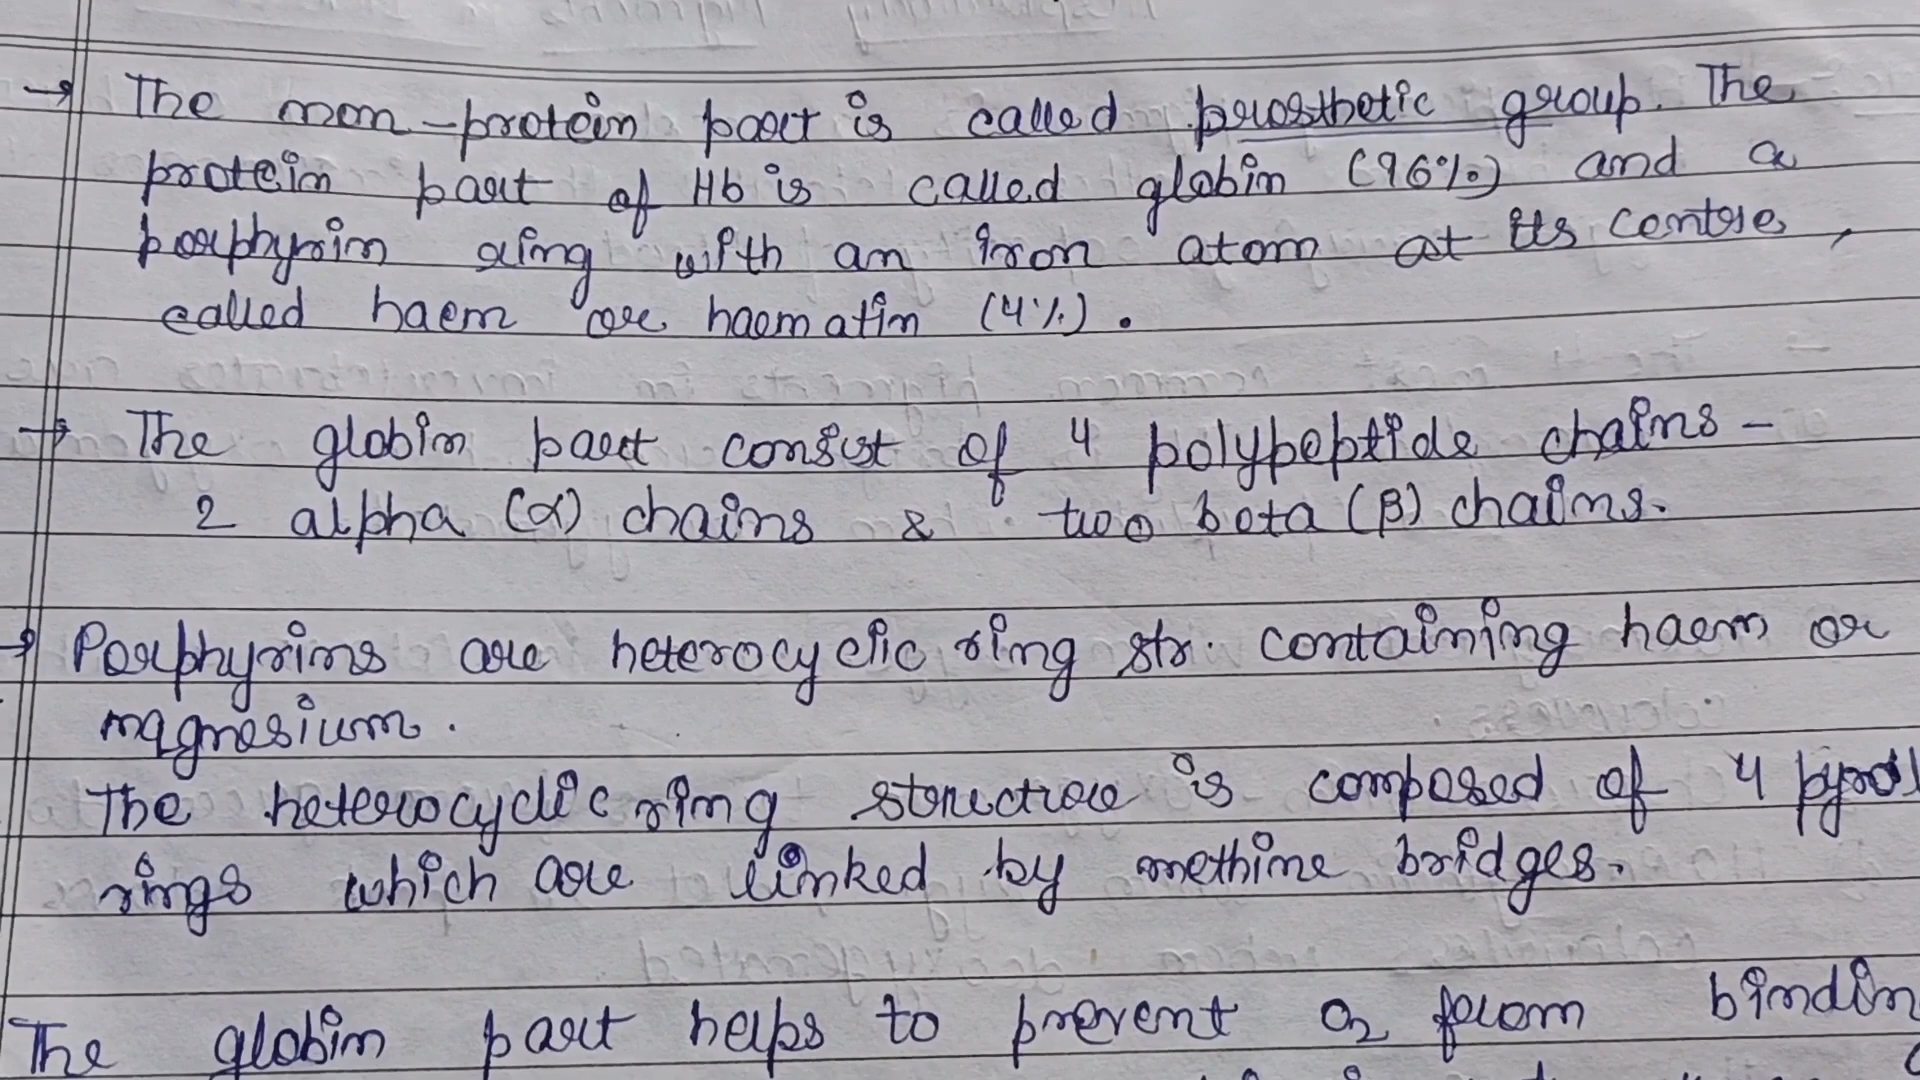 → The non-protein part is called prosthetic group. The
protein part of Hb is called globin (96%) and a
porphyrin ring with an iron atom at its centre,
called haem or haematin (4%).
→ The globin part consist of 4 polypeptide chains -
2 alpha (α) chains & two beta (β) chains.
→ Porphyrins are heterocyclic ring str. containing haem or
magnesium.
The heterocyclic ring structure is composed of 4 pyrol
rings which are linked by methine bridges.
The globin part helps to prevent O₂ from bindin